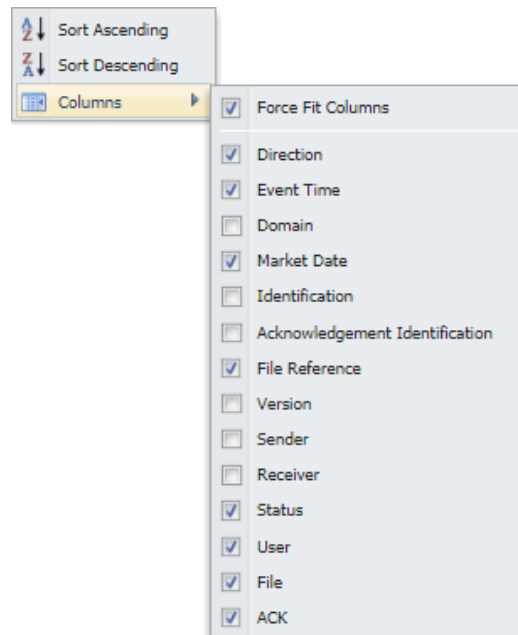 Sort Ascending
Sort Descending
Columns
Force Fit Columns
Direction
Event Time
Domain
Market Date
Identification
Acknowledgement Identification
File Reference
Version
Sender
Receiver
Status
User
File
ACK